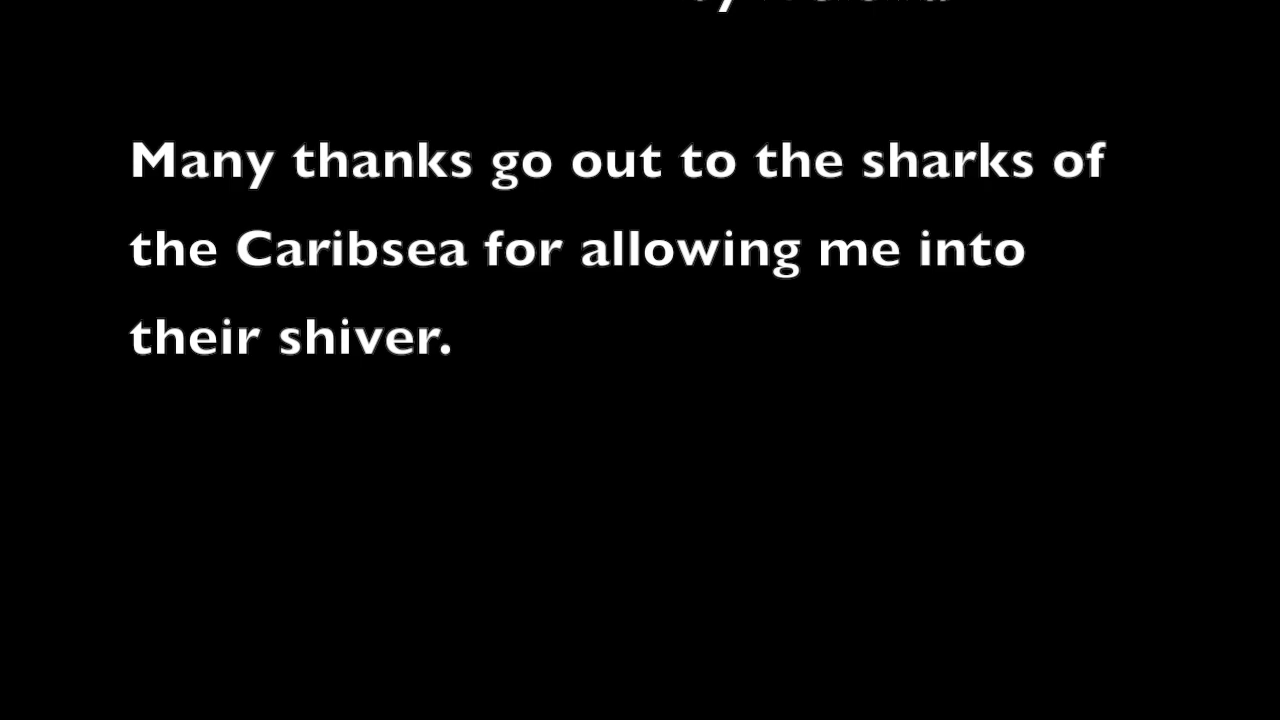 Many thanks go out to the sharks of
the Caribsea for allowing me into
their shiver.